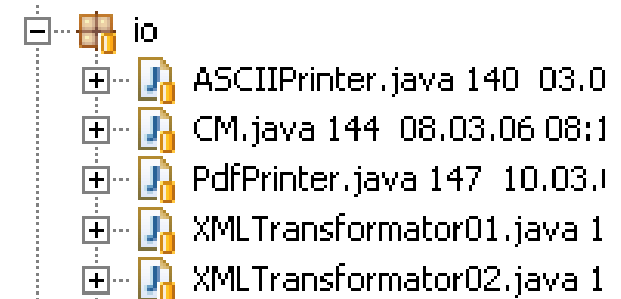 io
ASCIIPrinter.java 140 03.0
CM.java 144 08.03.06 08:1
PdfPrinter.java 147 10.03.
XMLTransformator01.java 1
XMLTransformator02.java 1